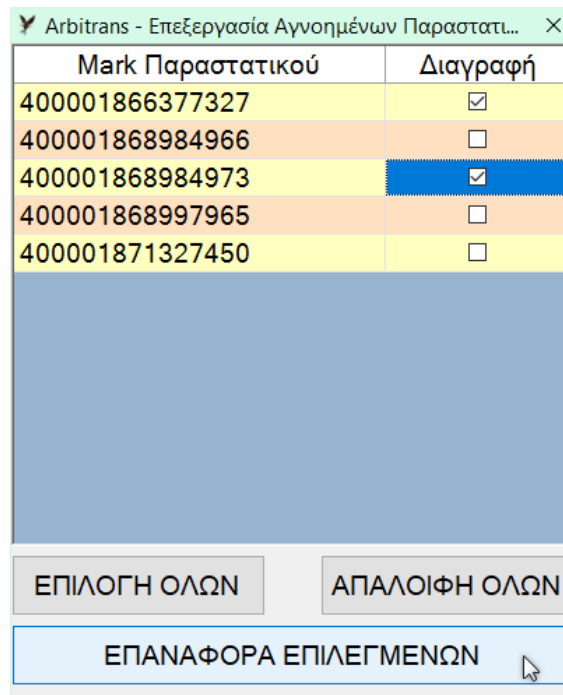 Arbitrans - Επεξεργασία Αγνοημένων Παραστατι...
Mark Παραστατικού Διαγραφή
400001866377327
400001868984966
400001868984973
400001868997965
400001871327450
ΕΠΙΛΟΓΗ ΟΛΩΝ ΑΠΑΛΟΙΦΗ ΟΛΩΝ
ΕΠΑΝΑΦΟΡΑ ΕΠΙΛΕΓΜΕΝΩΝ